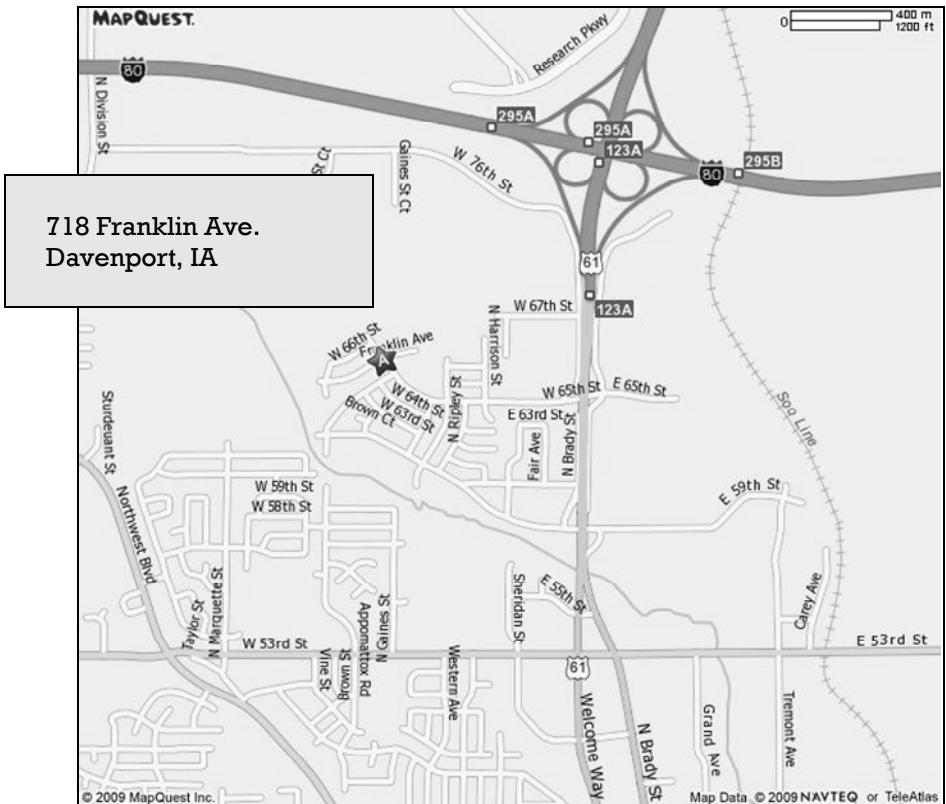 MAPQUEST.
0 400 m
1200 ft
Research Pkwy
80
N Division St
295A
295A
123A
Gaines St Ct
W 76th St
St Ct
295B
80
718 Franklin Ave.
Davenport, IA
61
123A
W 67th St
N Harrison St
W 66th St
Franklin Ave
A
W 64th St
W 65th St
E 65th St
W 63rd St
Brown Ct
N Ripley St
E 63rd St
Fair Ave
N Brady St
Soo Line
Sturdevant St
Northwest Blvd
W 59th St
W 58th St
E 59th St
Taylor St
N Marquette St
Appomattox Rd
N Gaines St
Sheridan St
E 55th St
Carey Ave
W 53rd St
E 53rd St
Vine St
Brown St
Western Ave
61
Welcome Way
N Brady St
Grand Ave
Tremont Ave
© 2009 MapQuest Inc.
Map Data © 2009 NAVTEQ or TeleAtlas